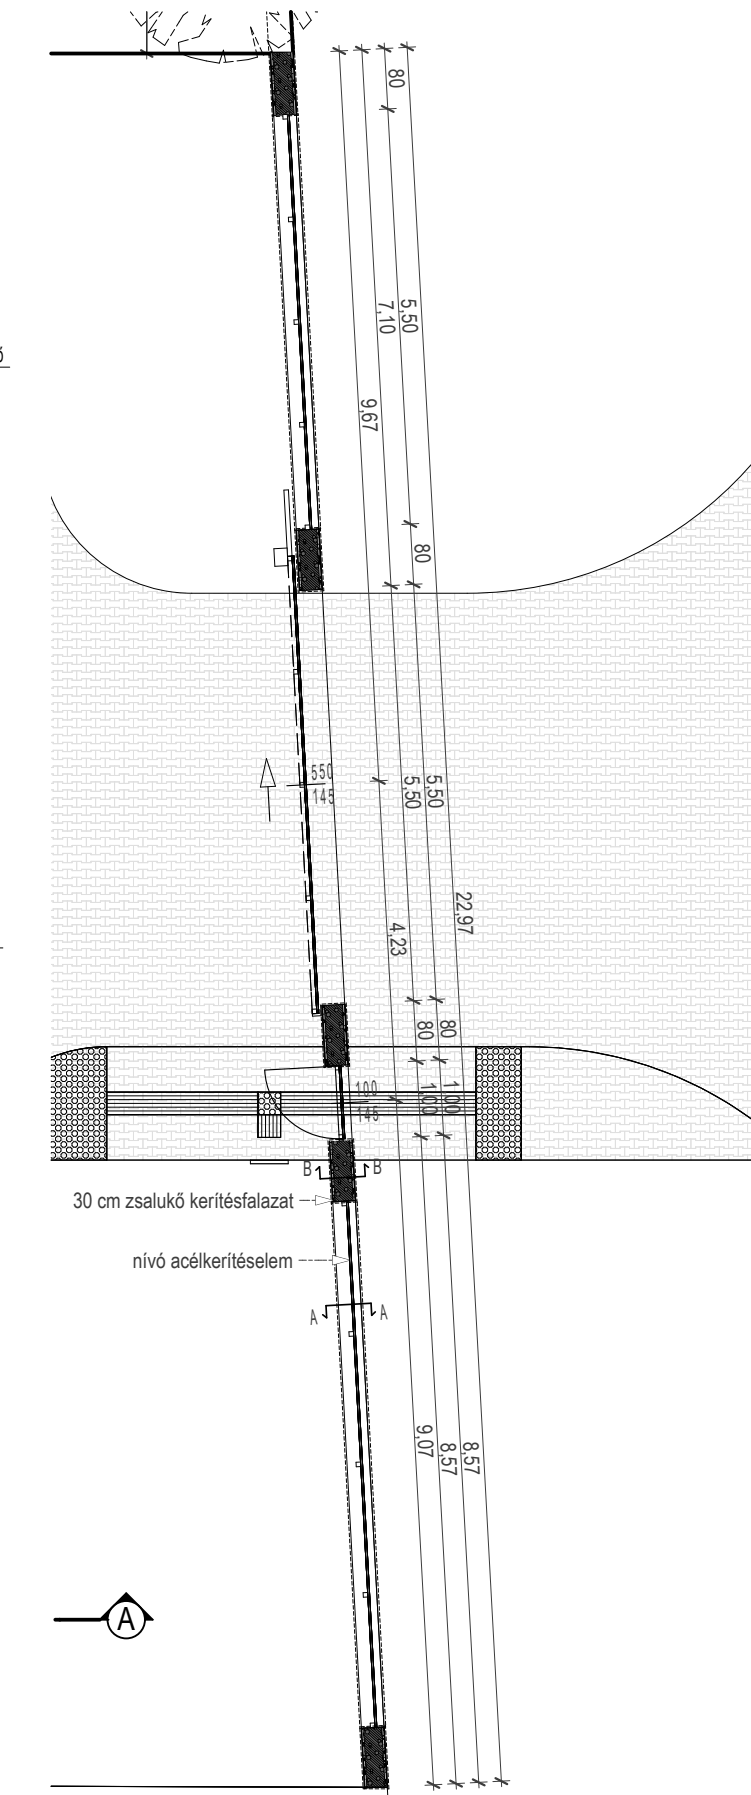 80
5,50
7,10
ő
9,67
80
550
145
5,50
5,50
22,97
4,23
80
80
100
145
1,00
1,00
B
B
30 cm zsalukő kerítésfalazat
nívó acélkerítéselem
A
A
9,07
8,57
8,57
A